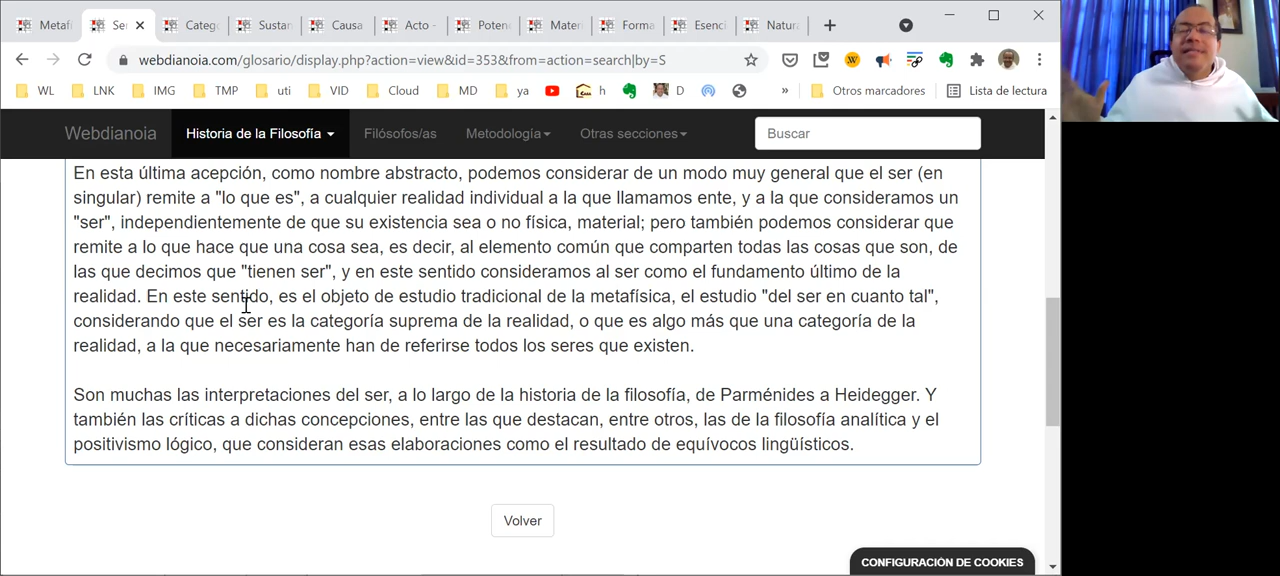 Metafí
Ser
Catego
Sustan
Causa
Acto -
Poten
Mater
Forma
Esenci
Natura
webdianoia.com/glosario/display.php?action=view&id=353&from=action=search|by=S
WL
LNK
IMG
TMP
uti
VID
Cloud
MD
ya
h
D
»
Otros marcadores
Lista de lectura
Webdianoia
Historia de la Filosofía
Filósofos/as
Metodología
Otras secciones
Buscar
En esta última acepción, como nombre abstracto, podemos considerar de un modo muy general que el ser (en
singular) remite a "lo que es", a cualquier realidad individual a la que llamamos ente, y a la que consideramos un
"ser", independientemente de que su existencia sea o no física, material; pero también podemos considerar que
remite a lo que hace que una cosa sea, es decir, al elemento común que comparten todas las cosas que son, de
las que decimos que "tienen ser", y en este sentido consideramos al ser como el fundamento último de la
realidad. En este sentido, es el objeto de estudio tradicional de la metafísica, el estudio "del ser en cuanto tal",
considerando que el ser es la categoría suprema de la realidad, o que es algo más que una categoría de la
realidad, a la que necesariamente han de referirse todos los seres que existen.
Son muchas las interpretaciones del ser, a lo largo de la historia de la filosofía, de Parménides a Heidegger. Y
también las críticas a dichas concepciones, entre las que destacan, entre otros, las de la filosofía analítica y el
positivismo lógico, que consideran esas elaboraciones como el resultado de equívocos lingüísticos.
Volver
CONFIGURACIÓN DE COOKIES